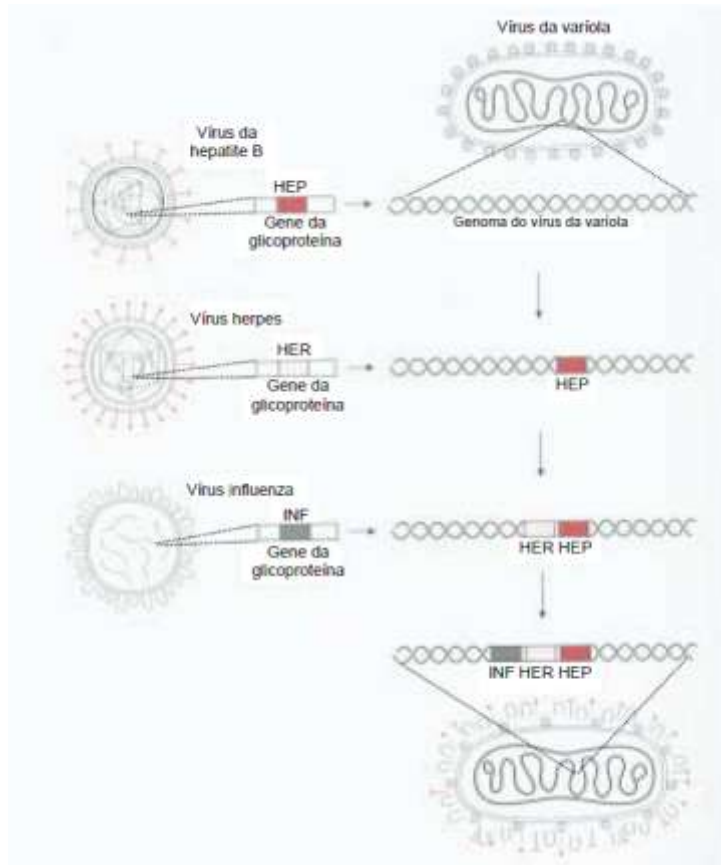 Vírus da varíola
Vírus da
hepatite B
HEP
Gene da
glicoproteína
Genoma do vírus da varíola
Vírus herpes
HER
Gene da
glicoproteína
HEP
Vírus influenza
INF
Gene da
glicoproteína
HER HEP
INF HER HEP